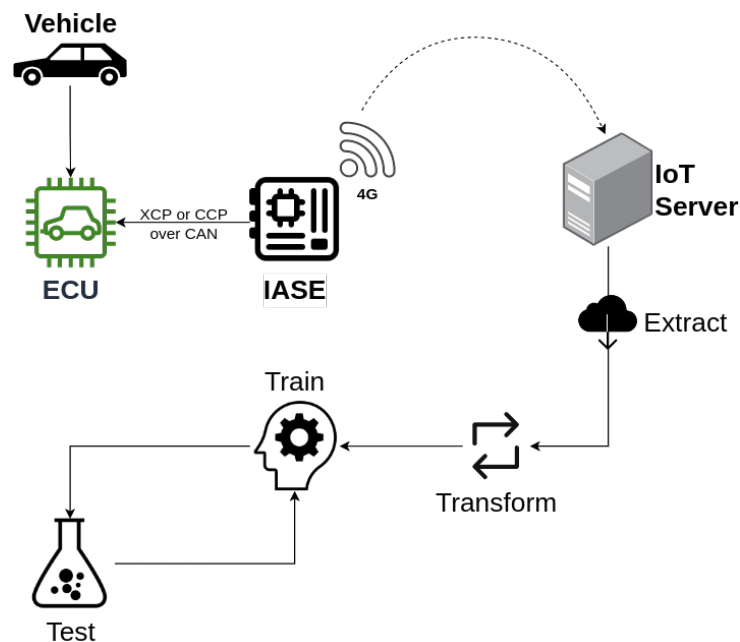 Vehicle
4G
IoT
Server
XCP or CCP
over CAN
ECU
IASE
Extract
Train
Transform
Test